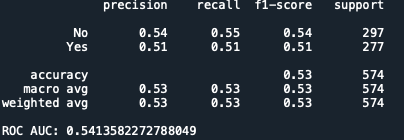 precision recall f1-score support
No 0.54 0.55 0.54 297
Yes 0.51 0.51 0.51 277
accuracy 0.53 574
macro avg 0.53 0.53 0.53 574
weighted avg 0.53 0.53 0.53 574
ROC AUC: 0.5413582272788049